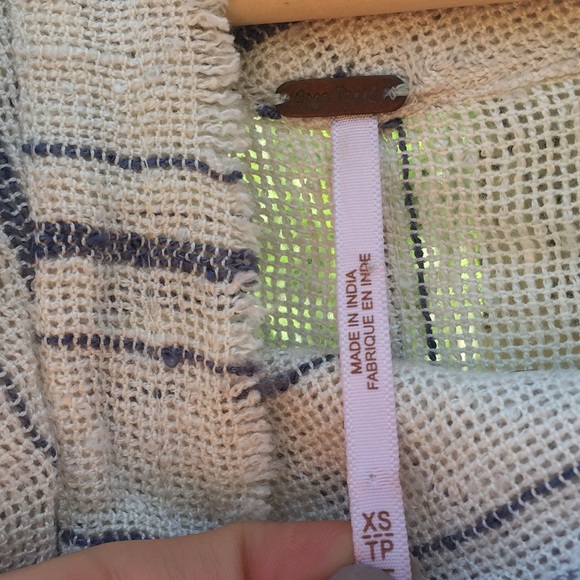 MADE IN INDIA
FABRIQUE EN INDE
XS
TP